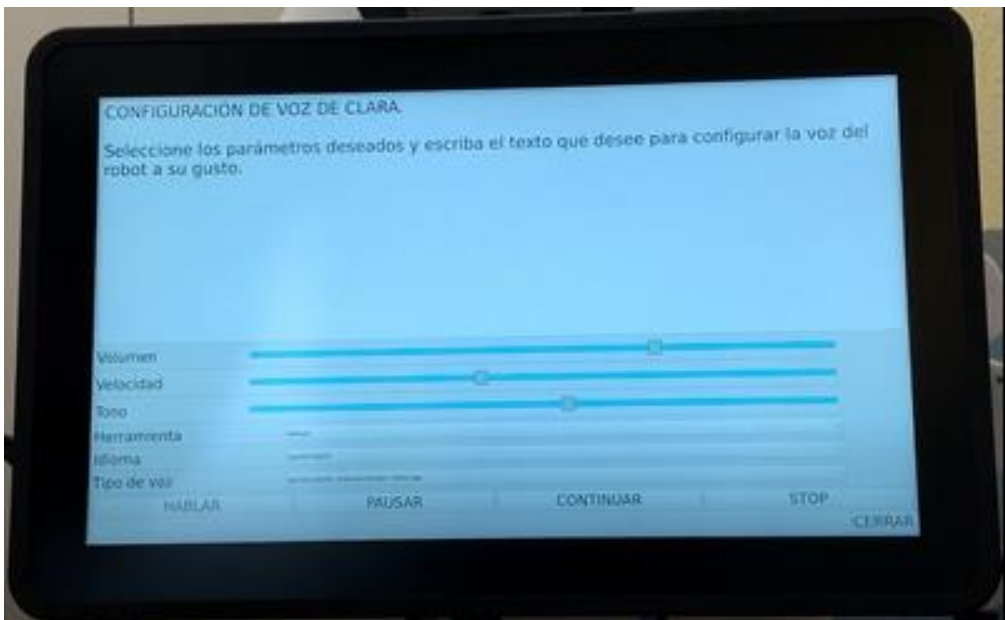 CONFIGURACIÓN DE VOZ DE CLARA.
Seleccione los parámetros deseados y escriba el texto que desee para configurar la voz del
robot a su gusto.
Volumen
Velocidad
Tono
Herramienta
Idioma
Tipo de voz
HABLAR PAUSAR CONTINUAR STOP
CERRAR